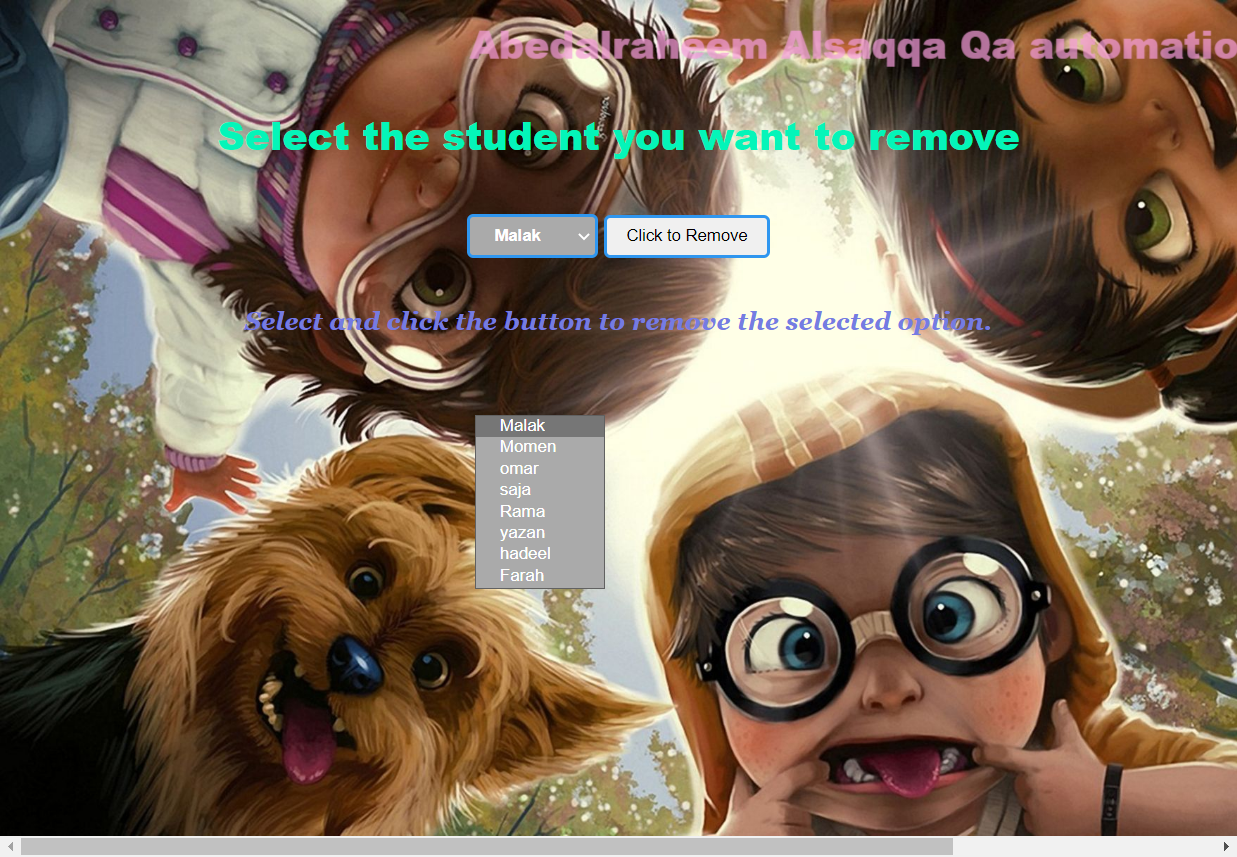 Abedalraheem Alsaqqa Qa automatio
Select the student you want to remove
Malak
Click to Remove
Select and click the button to remove the selected option.
Malak
Momen
omar
saja
Rama
yazan
hadeel
Farah